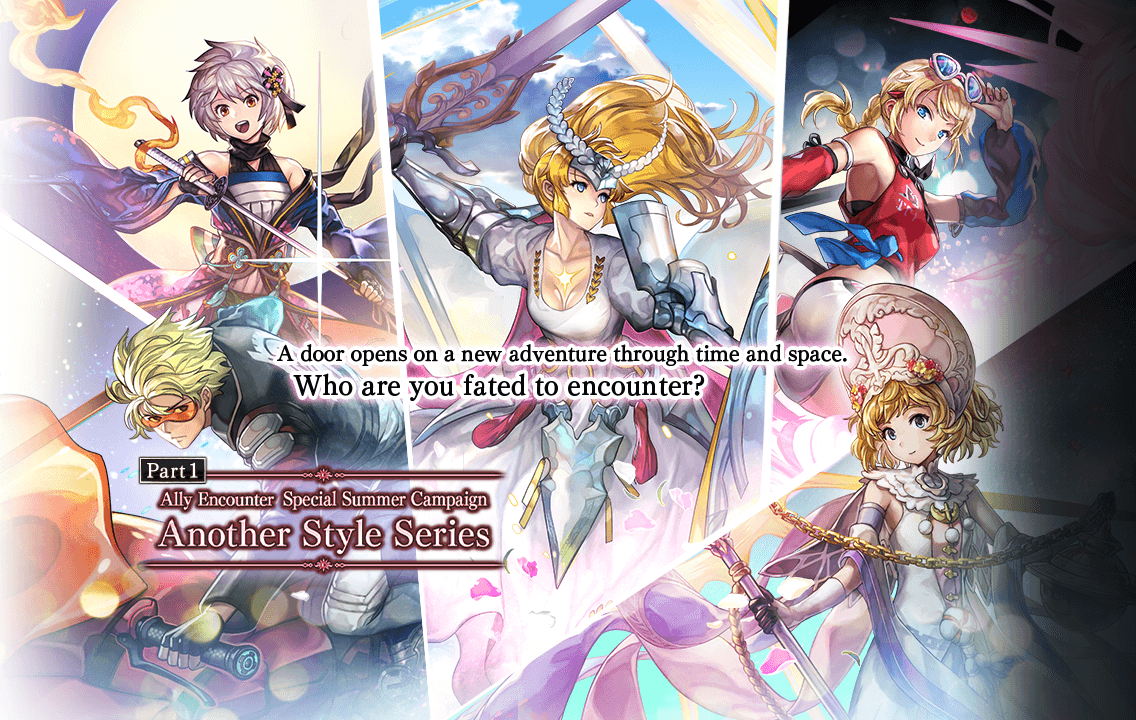 A door opens on a new adventure through time and space.
Who are you fated to encounter?
Part 1
Ally Encounter Special Summer Campaign
Another Style Series